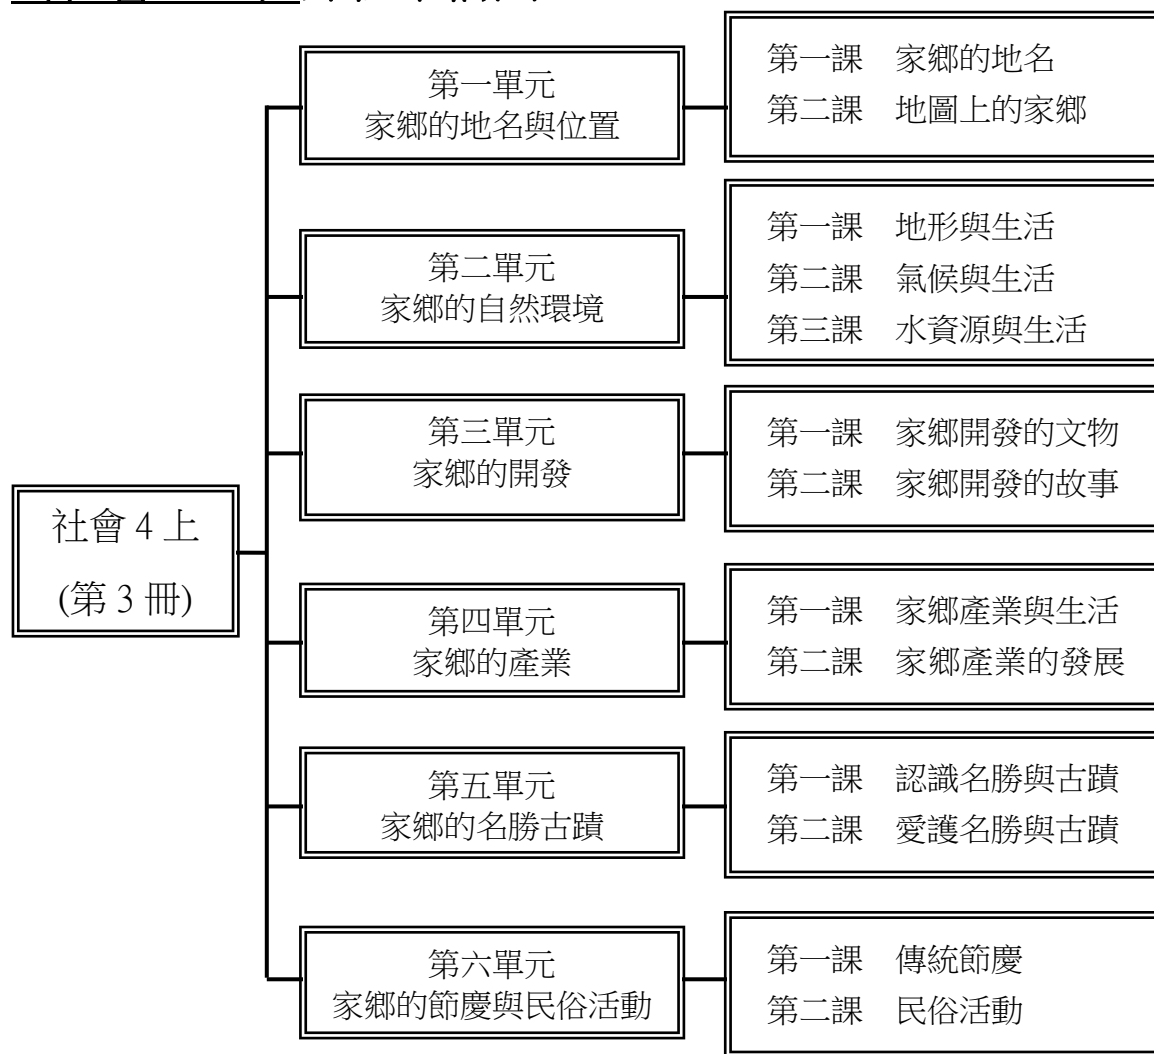 社會 4 上
(第 3 冊)
第一單元
家鄉的地名與位置
第一課 家鄉的地名
第二課 地圖上的家鄉
第二單元
家鄉的自然環境
第一課 地形與生活
第二課 氣候與生活
第三課 水資源與生活
第三單元
家鄉的開發
第一課 家鄉開發的文物
第二課 家鄉開發的故事
第四單元
家鄉的產業
第一課 家鄉產業與生活
第二課 家鄉產業的發展
第五單元
家鄉的名勝古蹟
第一課 認識名勝與古蹟
第二課 愛護名勝與古蹟
第六單元
家鄉的節慶與民俗活動
第一課 傳統節慶
第二課 民俗活動